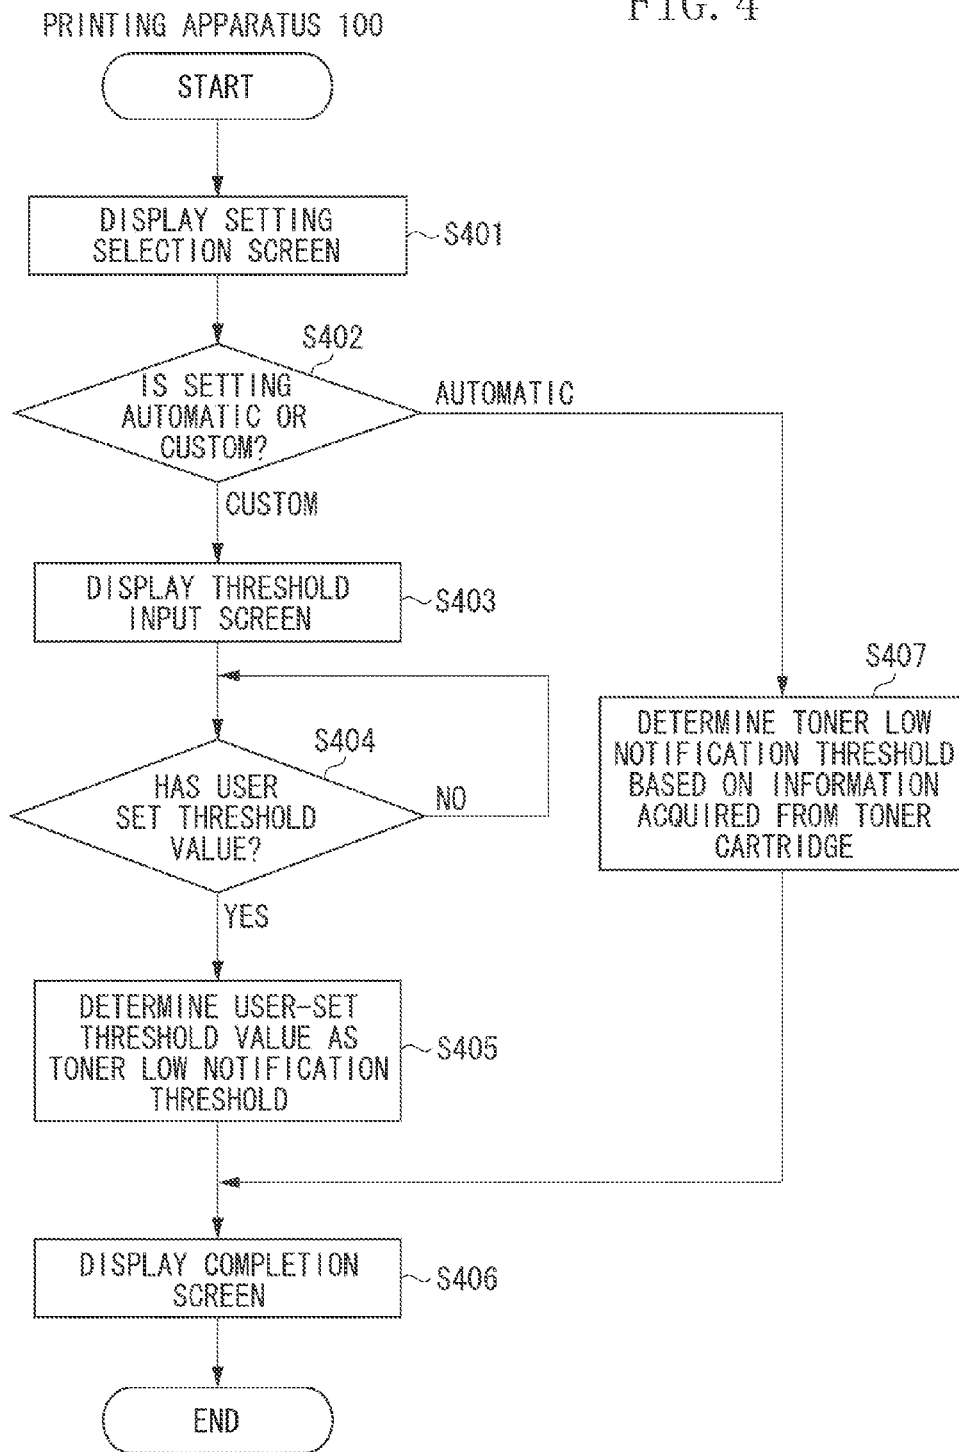 FIG. 4
PRINTING APPARATUS 100
START
DISPLAY SETTING
SELECTION SCREEN
S401
S402
IS SETTING
AUTOMATIC OR
CUSTOM?
AUTOMATIC
CUSTOM
DISPLAY THRESHOLD
INPUT SCREEN
S403
S404
HAS USER
SET THRESHOLD
VALUE?
NO
YES
S407
DETERMINE TONER LOW
NOTIFICATION THRESHOLD
BASED ON INFORMATION
ACQUIRED FROM TONER
CARTRIDGE
DETERMINE USER-SET
THRESHOLD VALUE AS
TONER LOW NOTIFICATION
THRESHOLD
S405
DISPLAY COMPLETION
SCREEN
S406
END